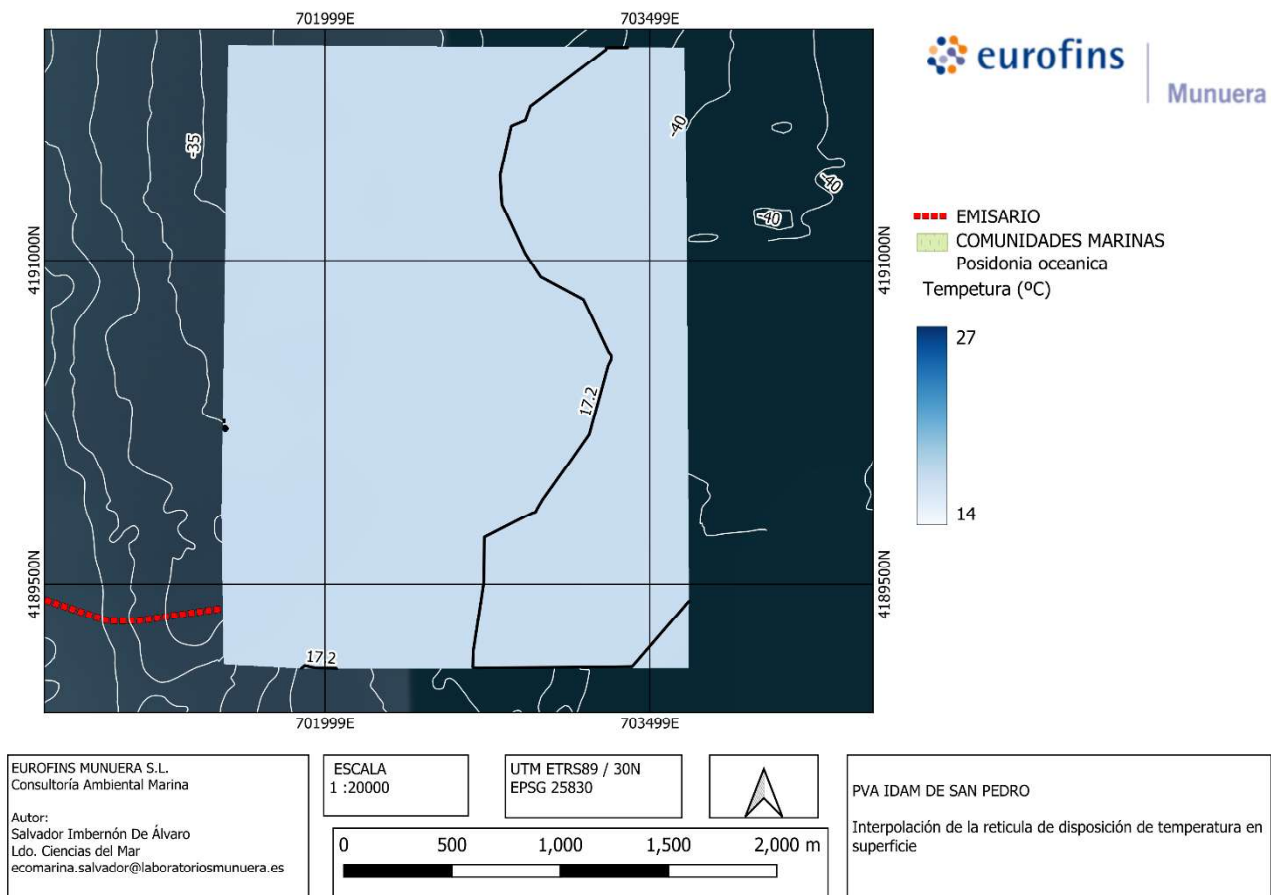 701999E
703499E
eurofins
Munuera
-35
-40
-40
-40
EMISARIO
COMUNIDADES MARINAS
Posidonia oceanica
Tempetura (ºC)
4191000N
4191000N
27
17.2
14
4189500N
4189500N
17.2
701999E
703499E
EUROFINS MUNUERA S.L.
Consultoría Ambiental Marina
Autor:
Salvador Imbernón De Álvaro
Ldo. Ciencias del Mar
ecomarina.salvador@laboratoriosmunuera.es
ESCALA
1 :20000
UTM ETRS89 / 30N
EPSG 25830
0 500 1,000 1,500 2,000 m
PVA IDAM DE SAN PEDRO
Interpolación de la reticula de disposición de temperatura en
superficie